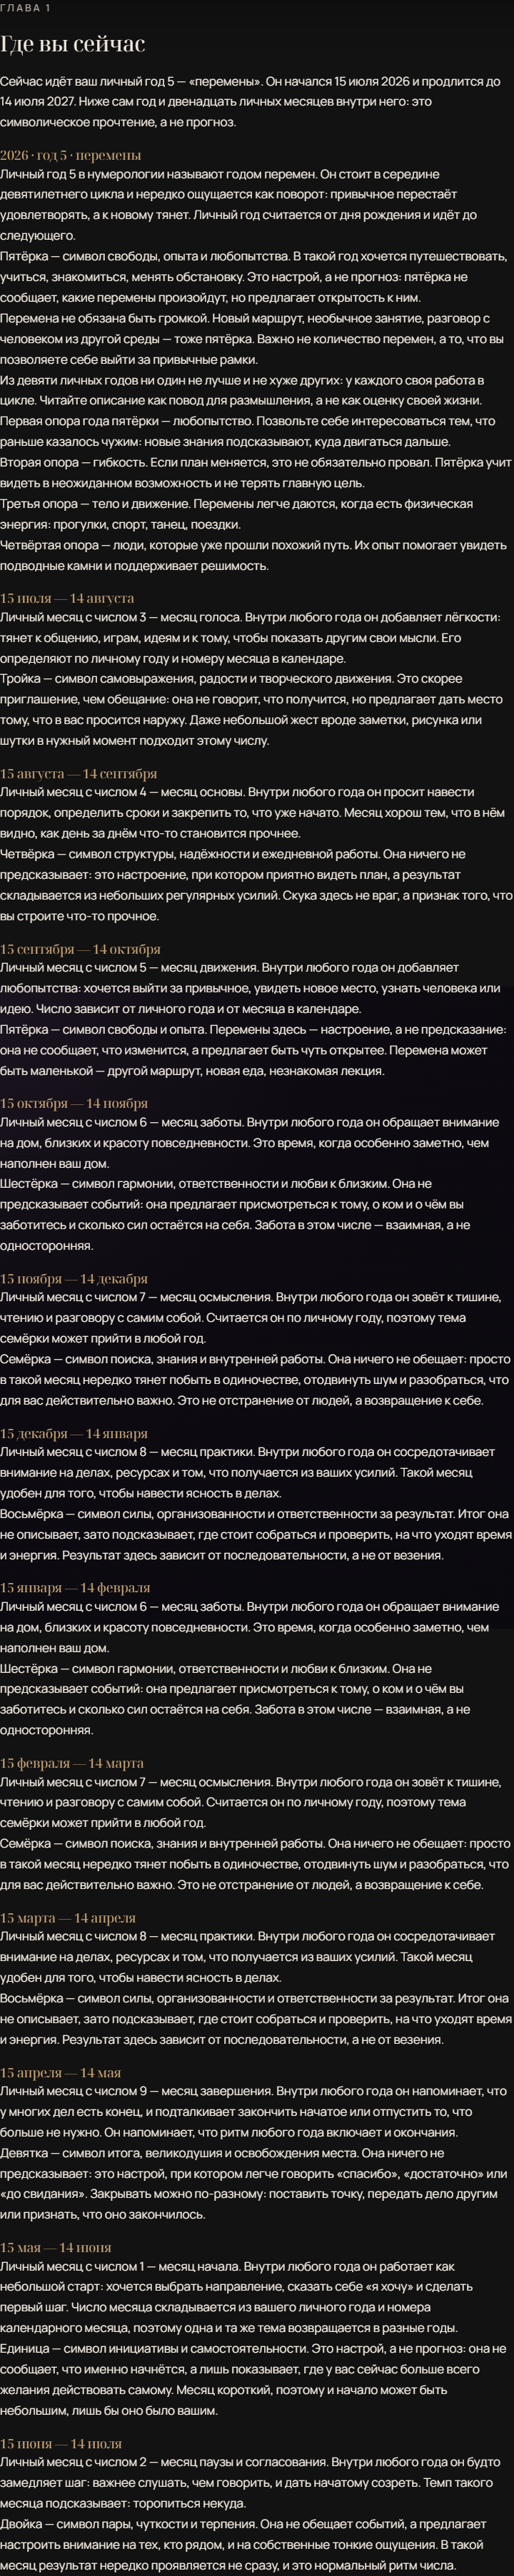 ГЛАВА 1
Где вы сейчас
Сейчас идёт ваш личный год 5 — «перемены». Он начался 15 июля 2026 и продлится до
14 июля 2027. Ниже сам год и двенадцать личных месяцев внутри него: это
символическое прочтение, а не прогноз.
2026 · год 5 · перемены
Личный год 5 в нумерологии называют годом перемен. Он стоит в середине
девятилетнего цикла и нередко ощущается как поворот: привычное перестаёт
удовлетворять, а к новому тянет. Личный год считается от дня рождения и идёт до
следующего.
Пятёрка — символ свободы, опыта и любопытства. В такой год хочется путешествовать,
учиться, знакомиться, менять обстановку. Это настрой, а не прогноз: пятёрка не
сообщает, какие перемены произойдут, но предлагает открытость к ним.
Перемена не обязана быть громкой. Новый маршрут, необычное занятие, разговор с
человеком из другой среды — тоже пятёрка. Важно не количество перемен, а то, что вы
позволяете себе выйти за привычные рамки.
Из девяти личных годов ни один не лучше и не хуже других: у каждого своя работа в
цикле. Читайте описание как повод для размышления, а не как оценку своей жизни.
Первая опора года пятёрки — любопытство. Позвольте себе интересоваться тем, что
раньше казалось чужим: новые знания подсказывают, куда двигаться дальше.
Вторая опора — гибкость. Если план меняется, это не обязательно провал. Пятёрка учит
видеть в неожиданном возможность и не терять главную цель.
Третья опора — тело и движение. Перемены легче даются, когда есть физическая
энергия: прогулки, спорт, танец, поездки.
Четвёртая опора — люди, которые уже прошли похожий путь. Их опыт помогает увидеть
подводные камни и поддерживает решимость.
15 июля — 14 августа
Личный месяц с числом 3 — месяц голоса. Внутри любого года он добавляет лёгкости:
тянет к общению, играм, идеям и к тому, чтобы показать другим свои мысли. Его
определяют по личному году и номеру месяца в календаре.
Тройка — символ самовыражения, радости и творческого движения. Это скорее
приглашение, чем обещание: она не говорит, что получится, но предлагает дать место
тому, что в вас просится наружу. Даже небольшой жест вроде заметки, рисунка или
шутки в нужный момент подходит этому числу.
15 августа — 14 сентября
Личный месяц с числом 4 — месяц основы. Внутри любого года он просит навести
порядок, определить сроки и закрепить то, что уже начато. Месяц хорош тем, что в нём
видно, как день за днём что-то становится прочнее.
Четвёрка — символ структуры, надёжности и ежедневной работы. Она ничего не
предсказывает: это настроение, при котором приятно видеть план, а результат
складывается из небольших регулярных усилий. Скука здесь не враг, а признак того, что
вы строите что-то прочное.
15 сентября — 14 октября
Личный месяц с числом 5 — месяц движения. Внутри любого года он добавляет
любопытства: хочется выйти за привычное, увидеть новое место, узнать человека или
идею. Число зависит от личного года и от месяца в календаре.
Пятёрка — символ свободы и опыта. Перемены здесь — настроение, а не предсказание:
она не сообщает, что изменится, а предлагает быть чуть открытее. Перемена может
быть маленькой — другой маршрут, новая еда, незнакомая лекция.
15 октября — 14 ноября
Личный месяц с числом 6 — месяц заботы. Внутри любого года он обращает внимание
на дом, близких и красоту повседневности. Это время, когда особенно заметно, чем
наполнен ваш дом.
Шестёрка — символ гармонии, ответственности и любви к близким. Она не
предсказывает событий: она предлагает присмотреться к тому, о ком и о чём вы
заботитесь и сколько сил остаётся на себя. Забота в этом числе — взаимная, а не
односторонняя.
15 ноября — 14 декабря
Личный месяц с числом 7 — месяц осмысления. Внутри любого года он зовёт к тишине,
чтению и разговору с самим собой. Считается он по личному году, поэтому тема
семёрки может прийти в любой год.
Семёрка — символ поиска, знания и внутренней работы. Она ничего не обещает: просто
в такой месяц нередко тянет побыть в одиночестве, отодвинуть шум и разобраться, что
для вас действительно важно. Это не отстранение от людей, а возвращение к себе.
15 декабря — 14 января
Личный месяц с числом 8 — месяц практики. Внутри любого года он сосредотачивает
внимание на делах, ресурсах и том, что получается из ваших усилий. Такой месяц
удобен для того, чтобы навести ясность в делах.
Восьмёрка — символ силы, организованности и ответственности за результат. Итог она
не описывает, зато подсказывает, где стоит собраться и проверить, на что уходят время
и энергия. Результат здесь зависит от последовательности, а не от везения.
15 января — 14 февраля
Личный месяц с числом 6 — месяц заботы. Внутри любого года он обращает внимание
на дом, близких и красоту повседневности. Это время, когда особенно заметно, чем
наполнен ваш дом.
Шестёрка — символ гармонии, ответственности и любви к близким. Она не
предсказывает событий: она предлагает присмотреться к тому, о ком и о чём вы
заботитесь и сколько сил остаётся на себя. Забота в этом числе — взаимная, а не
односторонняя.
15 февраля — 14 марта
Личный месяц с числом 7 — месяц осмысления. Внутри любого года он зовёт к тишине,
чтению и разговору с самим собой. Считается он по личному году, поэтому тема
семёрки может прийти в любой год.
Семёрка — символ поиска, знания и внутренней работы. Она ничего не обещает: просто
в такой месяц нередко тянет побыть в одиночестве, отодвинуть шум и разобраться, что
для вас действительно важно. Это не отстранение от людей, а возвращение к себе.
15 марта — 14 апреля
Личный месяц с числом 8 — месяц практики. Внутри любого года он сосредотачивает
внимание на делах, ресурсах и том, что получается из ваших усилий. Такой месяц
удобен для того, чтобы навести ясность в делах.
Восьмёрка — символ силы, организованности и ответственности за результат. Итог она
не описывает, зато подсказывает, где стоит собраться и проверить, на что уходят время
и энергия. Результат здесь зависит от последовательности, а не от везения.
15 апреля — 14 мая
Личный месяц с числом 9 — месяц завершения. Внутри любого года он напоминает, что
у многих дел есть конец, и подталкивает закончить начатое или отпустить то, что
больше не нужно. Он напоминает, что ритм любого года включает и окончания.
Девятка — символ итога, великодушия и освобождения места. Она ничего не
предсказывает: это настрой, при котором легче говорить «спасибо», «достаточно» или
«до свидания». Закрывать можно по-разному: поставить точку, передать дело другим
или признать, что оно закончилось.
15 мая — 14 июня
Личный месяц с числом 1 — месяц начала. Внутри любого года он работает как
небольшой старт: хочется выбрать направление, сказать себе «я хочу» и сделать
первый шаг. Число месяца складывается из вашего личного года и номера
календарного месяца, поэтому одна и та же тема возвращается в разные годы.
Единица — символ инициативы и самостоятельности. Это настрой, а не прогноз: она не
сообщает, что именно начнётся, а лишь показывает, где у вас сейчас больше всего
желания действовать самому. Месяц короткий, поэтому и начало может быть
небольшим, лишь бы оно было вашим.
15 июня — 14 июля
Личный месяц с числом 2 — месяц паузы и согласования. Внутри любого года он будто
замедляет шаг: важнее слушать, чем говорить, и дать начатому созреть. Темп такого
месяца подсказывает: торопиться некуда.
Двойка — символ пары, чуткости и терпения. Она не обещает событий, а предлагает
настроить внимание на тех, кто рядом, и на собственные тонкие ощущения. В такой
месяц результат нередко проявляется не сразу, и это нормальный ритм числа.